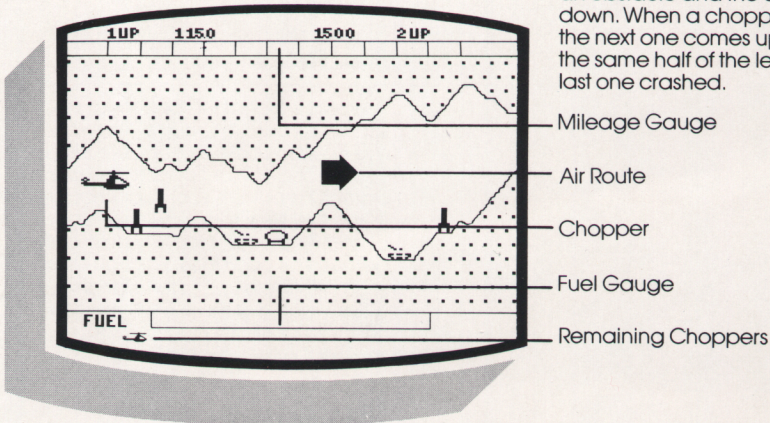 down. When a chopp
the next one comes up
the same half of the le
last one crashed.
1UP 1150 1500 2UP
Mileage Gauge
Air Route
Chopper
Fuel Gauge
FUEL
Remaining Choppers